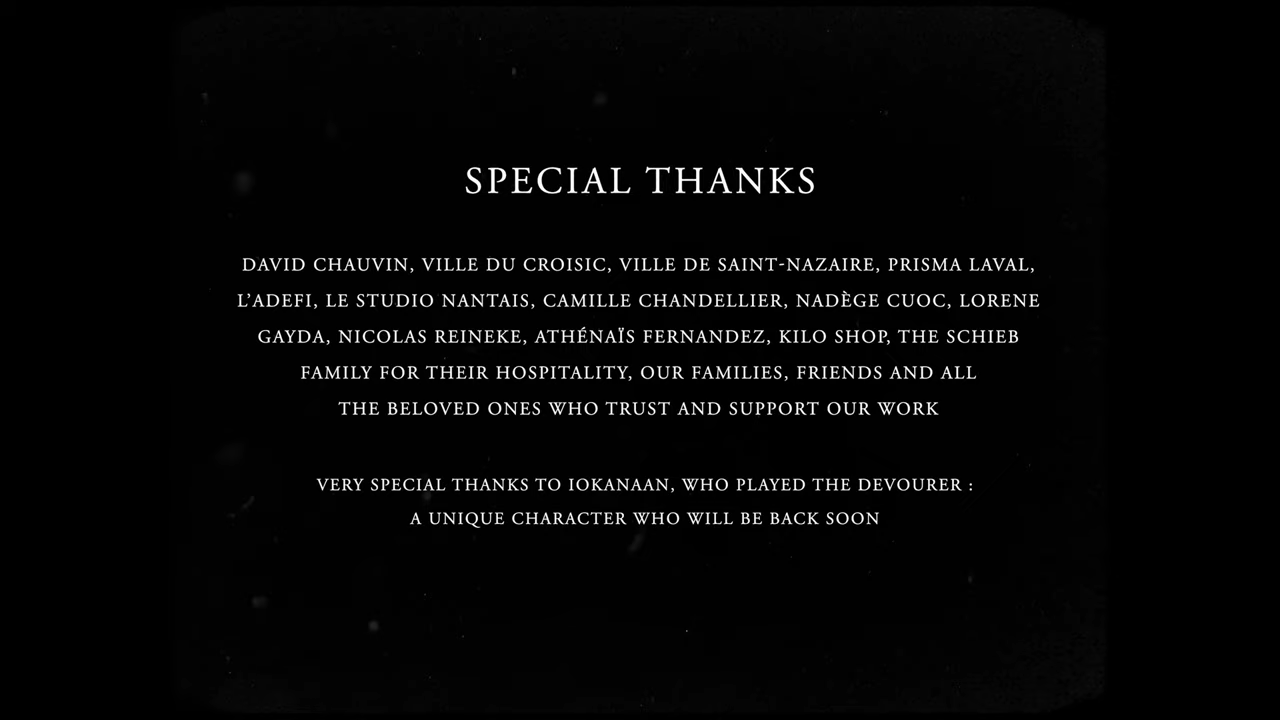 SPECIAL THANKS
DAVID CHAUVIN, VILLE DU CROISIC, VILLE DE SAINT-NAZAIRE, PRISMA LAVAL,
L'ADEFI, LE STUDIO NANTAIS, CAMILLE CHANDELLIER, NADÈGE CUOC, LORENE
GAYDA, NICOLAS REINEKE, ATHÉNAÏS FERNANDEZ, KILO SHOP, THE SCHIEB
FAMILY FOR THEIR HOSPITALITY, OUR FAMILIES, FRIENDS AND ALL
THE BELOVED ONES WHO TRUST AND SUPPORT OUR WORK
VERY SPECIAL THANKS TO IOKANAAN, WHO PLAYED THE DEVOURER :
A UNIQUE CHARACTER WHO WILL BE BACK SOON